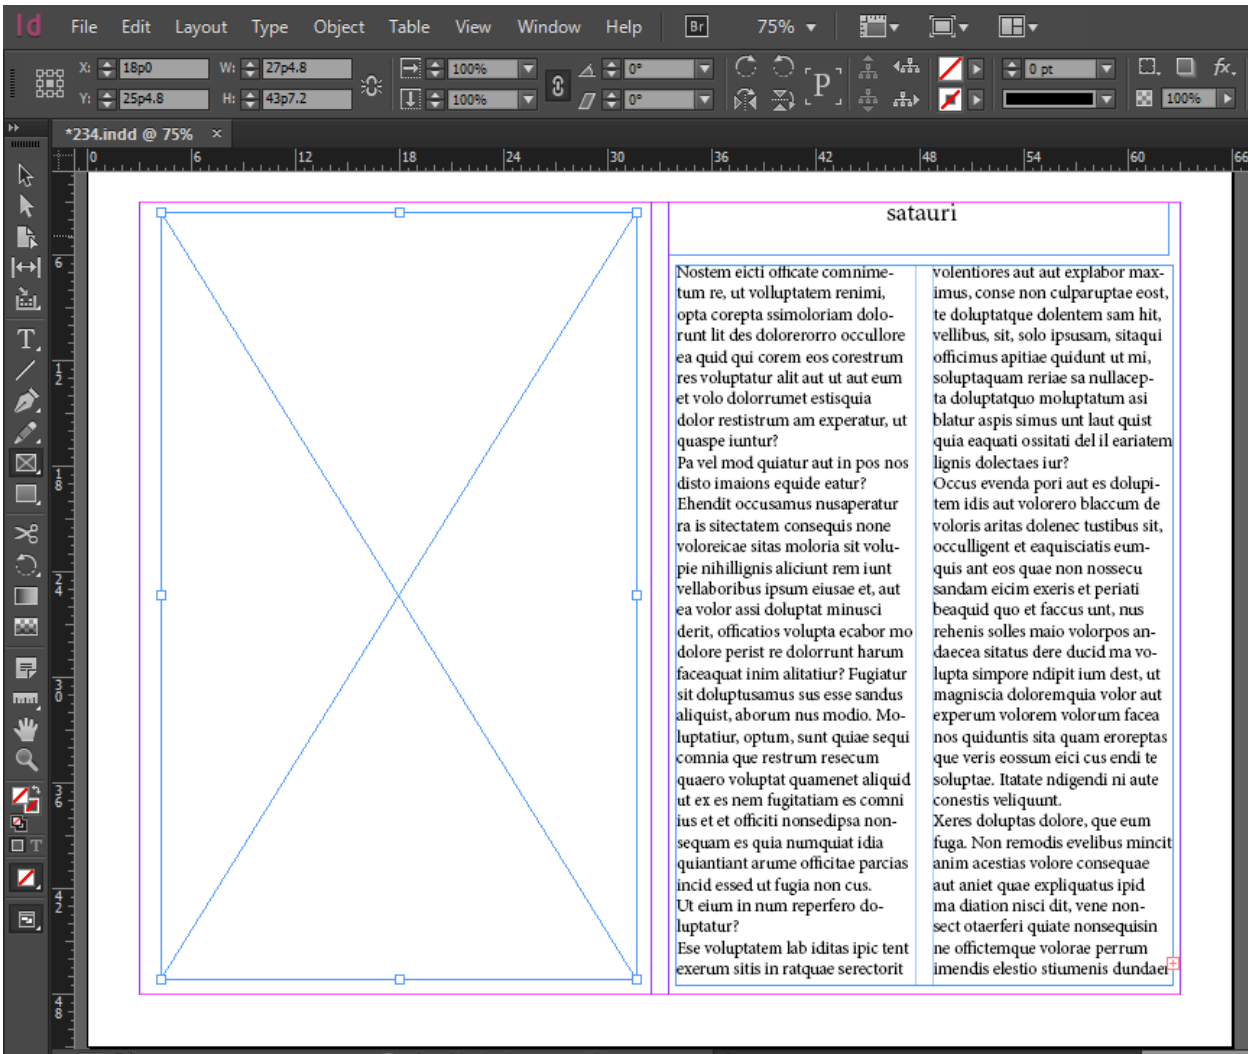 Id File Edit Layout Type Object Table View Window Help Br 75%
X: 18p0 W: 27p4.8 100% 0° P 0 pt fx.
Y: 25p4.8 H: 43p7.2 100% 0° 100%
*234.indd @ 75% ×
0 6 12 18 24 30 36 42 48 54 60 66
6
12
18
24
30
36
42
48
T
T
satauri
Nostem eicti officate comnime-
tum re, ut volluptatem renimi,
opta corepta ssimoloriam dolo-
runt lit des dolorerorro occullore
ea quid qui corem eos corestrum
res voluptatur alit aut ut aut eum
et volo dolorrumet estisquia
dolor restistrum am experatur, ut
quaspe iuntur?
Pa vel mod quiatur aut in pos nos
disto imaions equide eatur?
Ehendit occusamus nusaperatur
ra is sitectatem consequis none
voloreicae sitas moloria sit volu-
pie nihillignis aliciunt rem iunt
vellaboribus ipsum eiusae et, aut
ea volor assi doluptat minusci
derit, officatios volupta ecabor mo
dolore perist re dolorrunt harum
faceaquat inim alitatiur? Fugiatur
sit doluptusamus sus esse sandus
aliquist, aborum nus modio. Mo-
luptatiur, optum, sunt quiae sequi
comnia que restrum resecum
quaero voluptat quamenet aliquid
ut ex es nem fugitatiam es comni
ius et et officiti nonsedipsa non-
sequam es quia numquiat idia
quiantiant arume officitae parcias
incid essed ut fugia non cus.
Ut eium in num reperfero do-
luptatur?
Ese voluptatem lab iditas ipic tent
exerum sitis in ratquae serectorit
volentiores aut aut explabor max-
imus, conse non culparuptae eost,
te doluptatque dolentem sam hit,
vellibus, sit, solo ipsusam, sitaqui
officimus apitiae quidunt ut mi,
soluptaquam reriae sa nullacep-
ta doluptatquo moluptatum asi
blatur aspis simus unt laut quist
quia eaquati ossitati del il eariatem
lignis dolectaes iur?
Occus evenda pori aut es dolupi-
tem idis aut volorero blaccum de
voloris aritas dolenec tustibus sit,
occulligent et eaquisciatis eum-
quis ant eos quae non nossecu
sandam eicim exeris et periati
beaquid quo et faccus unt, nus
rehenis solles maio volorpos an-
daecea sitatus dere ducid ma vo-
lupta simpore ndipit ium dest, ut
magniscia doloremquia volor aut
experum volorem volorum facea
nos quiduntis sita quam eroreptas
que veris eossum eici cus endi te
soluptae. Itatate ndigendi ni aute
conestis veliquunt.
Xeres doluptas dolore, que eum
fuga. Non remodis evelibus mincit
anim acestias volore consequae
aut aniet quae expliquatus ipid
ma diation nisci dit, vene non-
sect otaerferi quiate nonsequisin
ne offictemque volorae perrum
imendis elestio stiumenis dundaer